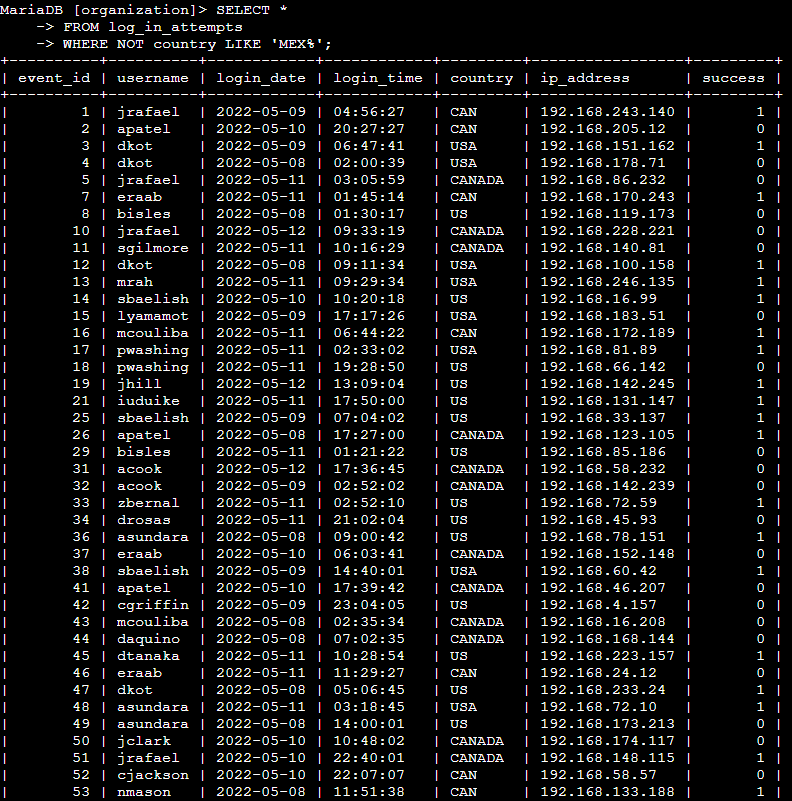 MariaDB [organization]> SELECT *
    -> FROM log_in_attempts
    -> WHERE NOT country LIKE 'MEX%';
+----------+----------+------------+------------+---------+-----------------+---------+
| event_id | username | login_date | login_time | country | ip_address      | success |
+----------+----------+------------+------------+---------+-----------------+---------+
|        1 | jrafael  | 2022-05-09 | 04:56:27   | CAN     | 192.168.243.140 |       1 |
|        2 | apatel   | 2022-05-10 | 20:27:27   | CAN     | 192.168.205.12  |       0 |
|        3 | dkot     | 2022-05-09 | 06:47:41   | USA     | 192.168.151.162 |       1 |
|        4 | dkot     | 2022-05-08 | 02:00:39   | USA     | 192.168.178.71  |       0 |
|        5 | jrafael  | 2022-05-11 | 03:05:59   | CANADA  | 192.168.86.232  |       0 |
|        7 | eraab    | 2022-05-11 | 01:45:14   | CAN     | 192.168.170.243 |       1 |
|        8 | bisles   | 2022-05-08 | 01:30:17   | US      | 192.168.119.173 |       0 |
|       10 | jrafael  | 2022-05-12 | 09:33:19   | CANADA  | 192.168.228.221 |       0 |
|       11 | sgilmore | 2022-05-11 | 10:16:29   | CANADA  | 192.168.140.81  |       0 |
|       12 | dkot     | 2022-05-08 | 09:11:34   | USA     | 192.168.100.158 |       1 |
|       13 | mrah     | 2022-05-11 | 09:29:34   | USA     | 192.168.246.135 |       1 |
|       14 | sbaelish | 2022-05-10 | 10:20:18   | US      | 192.168.16.99   |       1 |
|       15 | lyamamot | 2022-05-09 | 17:17:26   | USA     | 192.168.183.51  |       0 |
|       16 | mcouliba | 2022-05-11 | 06:44:22   | CAN     | 192.168.172.189 |       1 |
|       17 | pwashing | 2022-05-11 | 02:33:02   | USA     | 192.168.81.89   |       1 |
|       18 | pwashing | 2022-05-11 | 19:28:50   | US      | 192.168.66.142  |       0 |
|       19 | jhill    | 2022-05-12 | 13:09:04   | US      | 192.168.142.245 |       1 |
|       21 | iuduike  | 2022-05-11 | 17:50:00   | US      | 192.168.131.147 |       1 |
|       25 | sbaelish | 2022-05-09 | 07:04:02   | US      | 192.168.33.137  |       1 |
|       26 | apatel   | 2022-05-08 | 17:27:00   | CANADA  | 192.168.123.105 |       1 |
|       29 | bisles   | 2022-05-11 | 01:21:22   | US      | 192.168.85.186  |       0 |
|       31 | acook    | 2022-05-12 | 17:36:45   | CANADA  | 192.168.58.232  |       0 |
|       32 | acook    | 2022-05-09 | 02:52:02   | CANADA  | 192.168.142.239 |       0 |
|       33 | zbernal  | 2022-05-11 | 02:52:10   | US      | 192.168.72.59   |       1 |
|       34 | drosas   | 2022-05-11 | 21:02:04   | US      | 192.168.45.93   |       0 |
|       36 | asundara | 2022-05-08 | 09:00:42   | US      | 192.168.78.151  |       1 |
|       37 | eraab    | 2022-05-10 | 06:03:41   | CANADA  | 192.168.152.148 |       0 |
|       38 | sbaelish | 2022-05-09 | 14:40:01   | USA     | 192.168.60.42   |       1 |
|       41 | apatel   | 2022-05-10 | 17:39:42   | CANADA  | 192.168.46.207  |       0 |
|       42 | cgriffin | 2022-05-09 | 23:04:05   | US      | 192.168.4.157   |       0 |
|       43 | mcouliba | 2022-05-08 | 02:35:34   | CANADA  | 192.168.16.208  |       0 |
|       44 | daquino  | 2022-05-08 | 07:02:35   | CANADA  | 192.168.168.144 |       0 |
|       45 | dtanaka  | 2022-05-11 | 10:28:54   | US      | 192.168.223.157 |       1 |
|       46 | eraab    | 2022-05-11 | 11:29:27   | CAN     | 192.168.24.12   |       0 |
|       47 | dkot     | 2022-05-08 | 05:06:45   | US      | 192.168.233.24  |       1 |
|       48 | asundara | 2022-05-11 | 03:18:45   | USA     | 192.168.72.10   |       1 |
|       49 | asundara | 2022-05-08 | 14:00:01   | US      | 192.168.173.213 |       0 |
|       50 | jclark   | 2022-05-10 | 10:48:02   | CANADA  | 192.168.174.117 |       0 |
|       51 | jrafael  | 2022-05-10 | 22:40:01   | CANADA  | 192.168.148.115 |       1 |
|       52 | cjackson | 2022-05-10 | 22:07:07   | CAN     | 192.168.58.57   |       0 |
|       53 | nmason   | 2022-05-08 | 11:51:38   | CAN     | 192.168.133.188 |       1 |